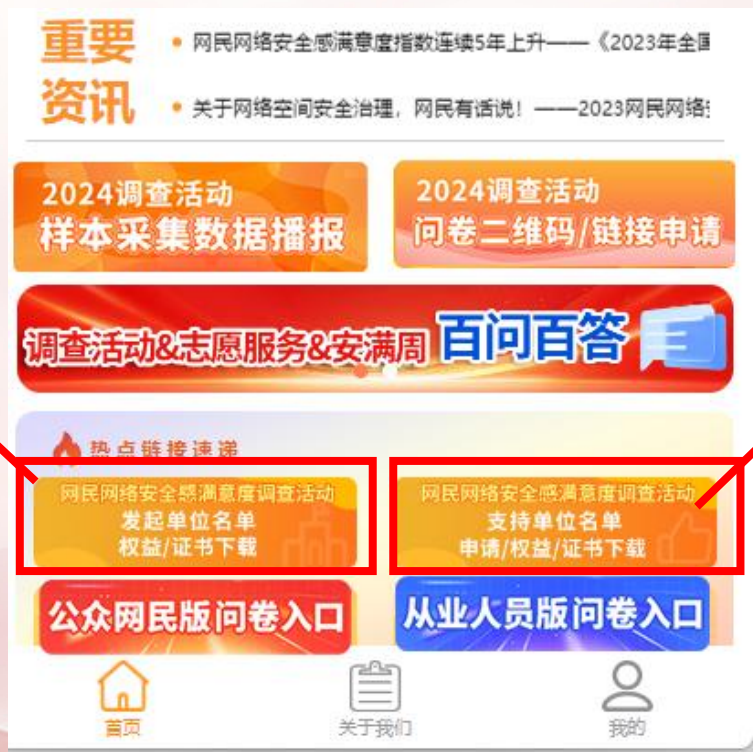 重要
资讯
• 网民网络安全感满意度指数连续5年上升——《2023年全国
• 关于网络空间安全治理，网民有话说！——2023网民网络
2024调查活动
样本采集数据播报
2024调查活动
问卷二维码/链接申请
调查活动&志愿服务&安满周 百问百答
热点链接速递
网民网络安全感满意度调查活动
发起单位名单
权益/证书下载
网民网络安全感满意度调查活动
支持单位名单
申请/权益/证书下载
公众网民版问卷入口
从业人员版问卷入口
首页
关于我们
我的